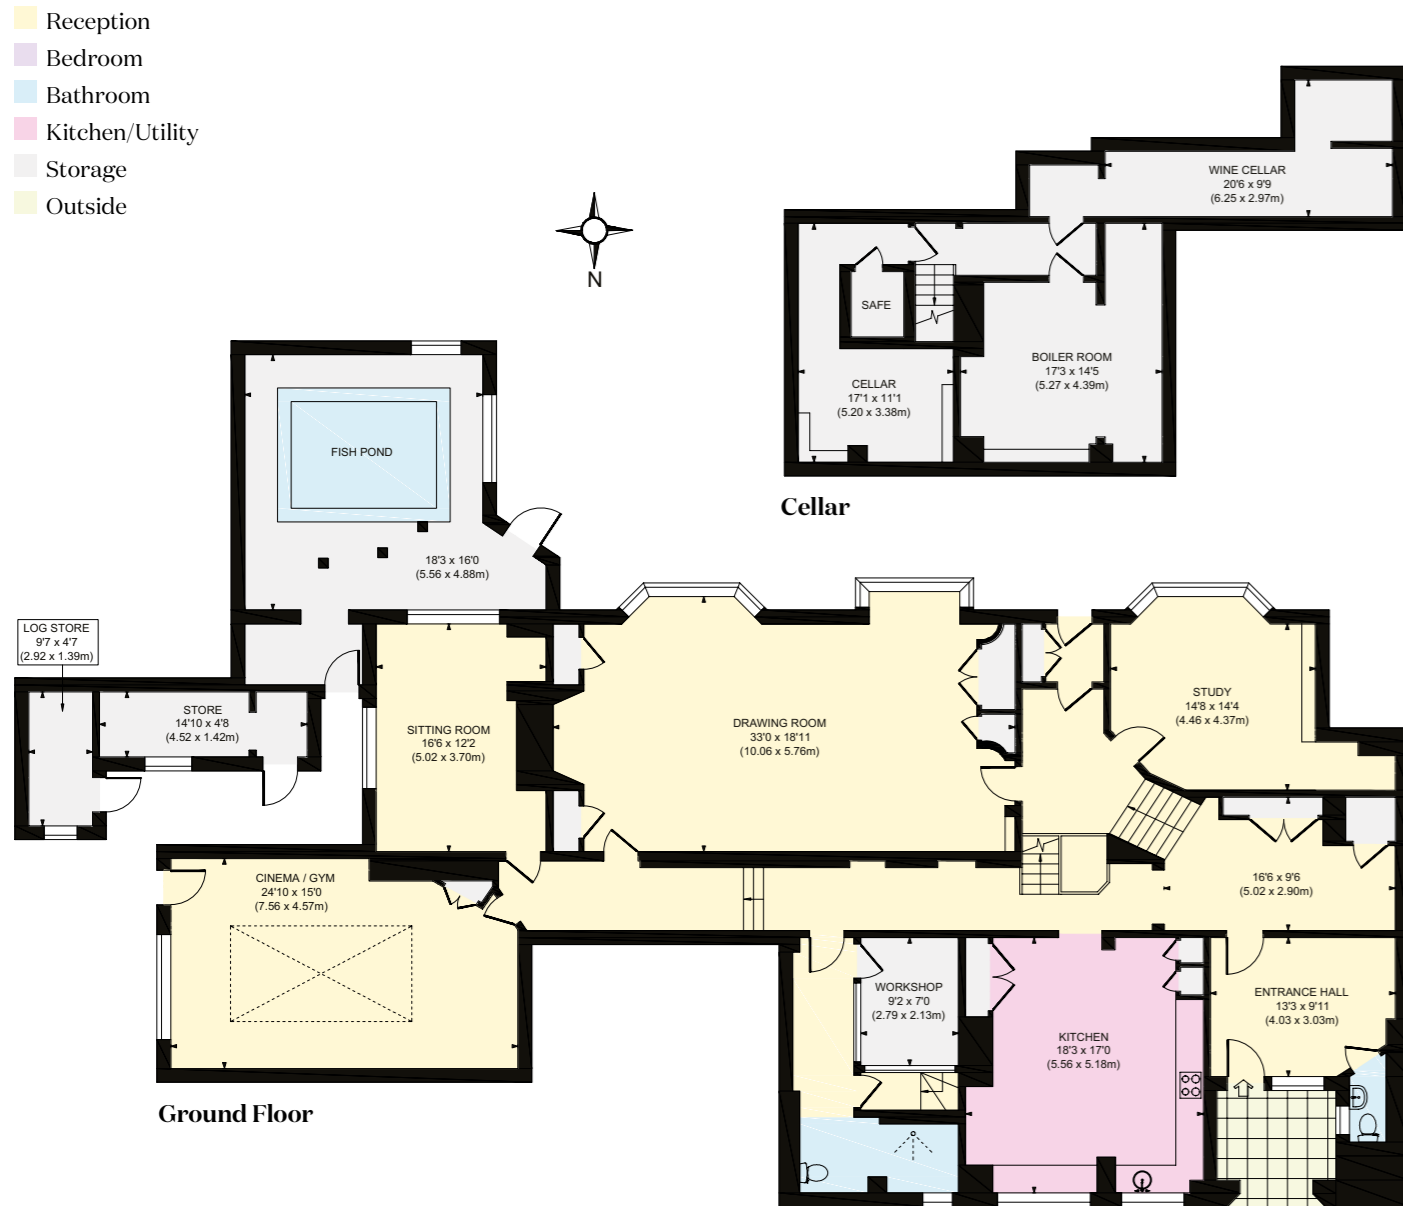 Reception
Bedroom
Bathroom
Kitchen/Utility
Storage
Outside
N
WINE CELLAR
20'6 x 9'9
(6.25 x 2.97m)
SAFE
BOILER ROOM
17'3 x 14'5
(5.27 x 4.39m)
CELLAR
17'1 x 11'1
(5.20 x 3.38m)
Cellar
FISH POND
18'3 x 16'0
(5.56 x 4.88m)
LOG STORE
9'7 x 4'7
(2.92 x 1.39m)
STORE
14'10 x 4'8
(4.52 x 1.42m)
SITTING ROOM
16'6 x 12'2
(5.02 x 3.70m)
DRAWING ROOM
33'0 x 18'11
(10.06 x 5.76m)
STUDY
14'8 x 14'4
(4.46 x 4.37m)
CINEMA / GYM
24'10 x 15'0
(7.56 x 4.57m)
16'6 x 9'6
(5.02 x 2.90m)
WORKSHOP
9'2 x 7'0
(2.79 x 2.13m)
KITCHEN
18'3 x 17'0
(5.56 x 5.18m)
ENTRANCE HALL
13'3 x 9'11
(4.03 x 3.03m)
Ground Floor